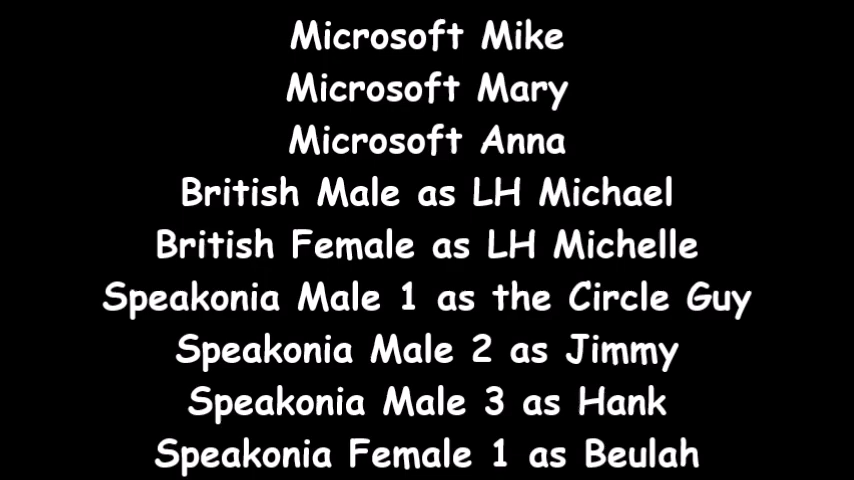 Microsoft Mike
Microsoft Mary
Microsoft Anna
British Male as LH Michael
British Female as LH Michelle
Speakonia Male 1 as the Circle Guy
Speakonia Male 2 as Jimmy
Speakonia Male 3 as Hank
Speakonia Female 1 as Beulah